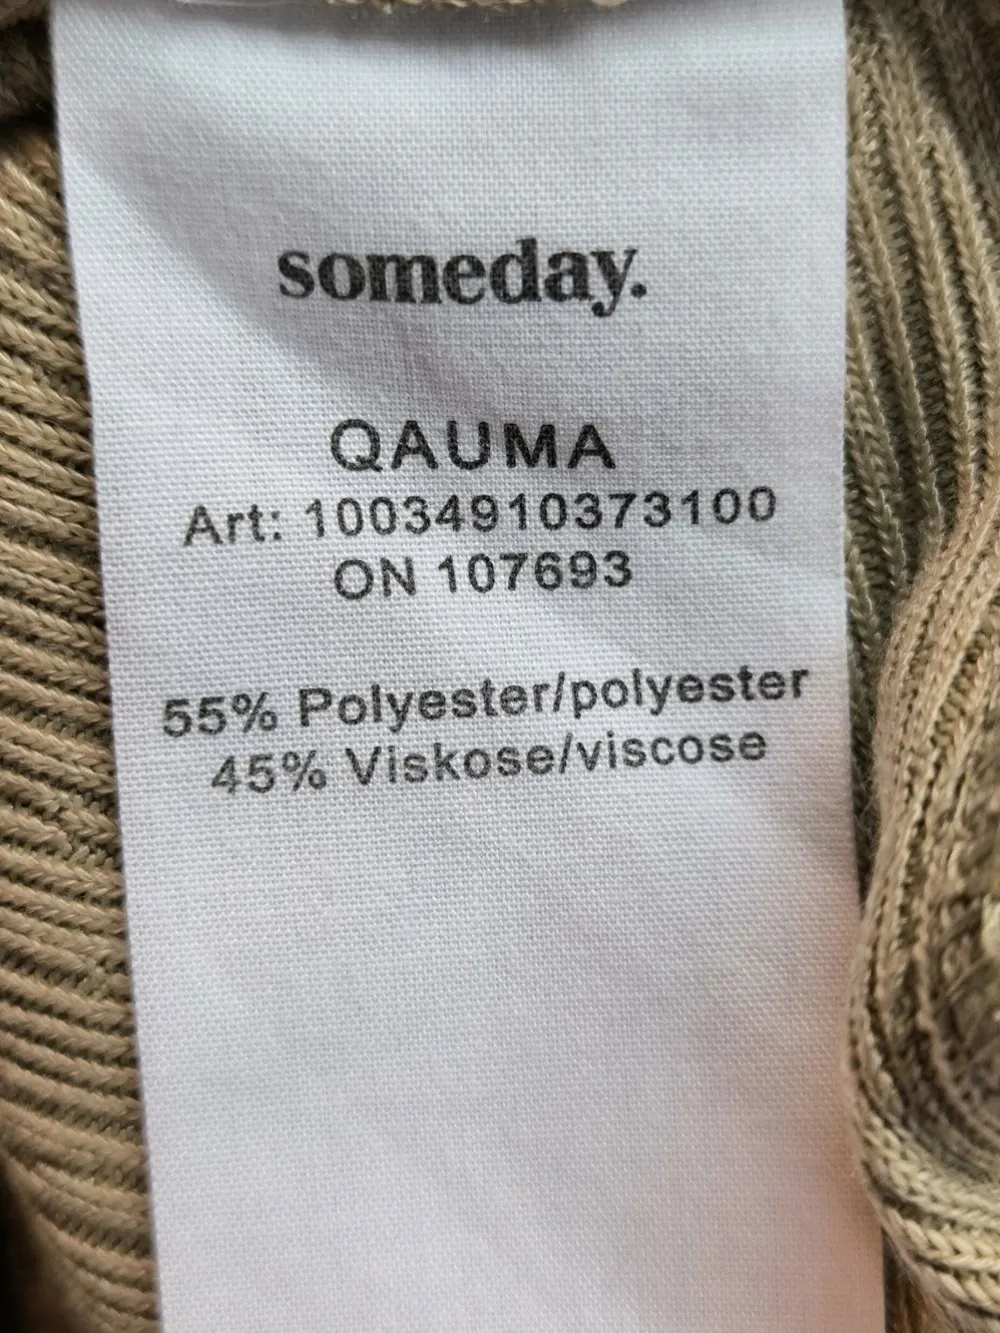 someday.
QAUMA
Art: 10034910373100
ON 107693
55% Polyester/polyester
45% Viskose/viscose